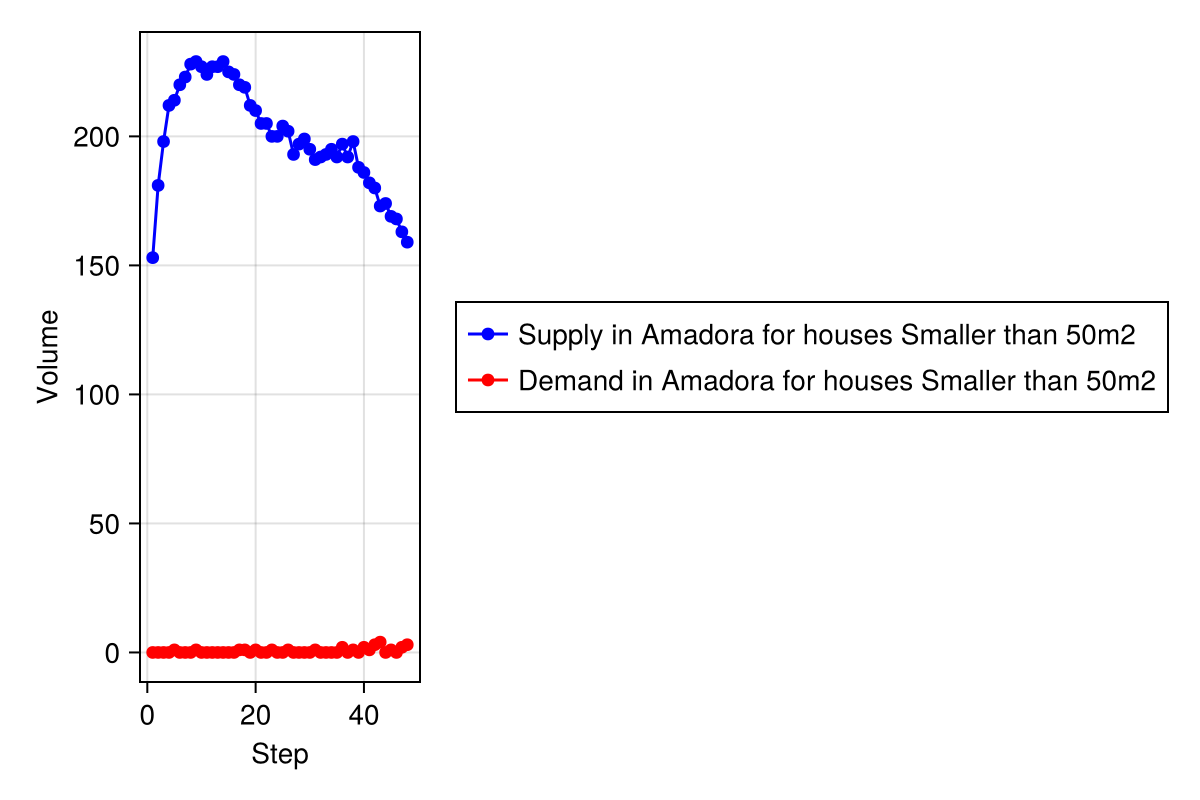 200
150
100
50
0
Volume
0 20 40
Step
Supply in Amadora for houses Smaller than 50m2
Demand in Amadora for houses Smaller than 50m2